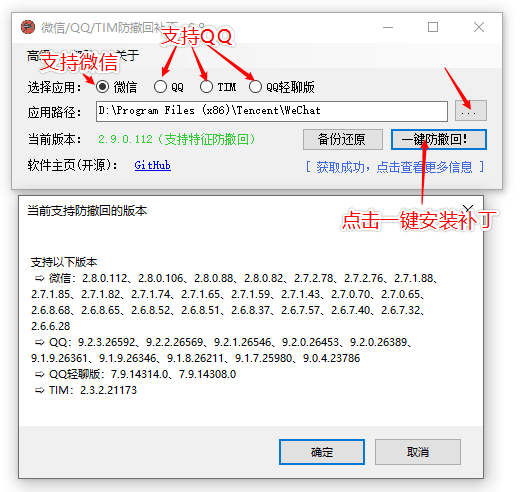 微信/QQ/TIM防撤回补丁
支持QQ
关于
支持微信
选择应用: 微信 QQ TIM QQ轻聊版
应用路径: D:\Program Files (x86)\Tencent\WeChat ...
当前版本: 2.9.0.112（支持特征防撤回） 备份还原 一键防撤回!
软件主页(开源): GitHub [ 获取成功，点击查看更多信息 ]
点击一键安装补丁
当前支持防撤回的版本
支持以下版本
➪ 微信：2.8.0.112、2.8.0.106、2.8.0.88、2.8.0.82、2.7.2.78、2.7.2.76、2.7.1.88、
2.7.1.85、2.7.1.82、2.7.1.74、2.7.1.65、2.7.1.59、2.7.1.43、2.7.0.70、2.7.0.65、
2.6.8.68、2.6.8.65、2.6.8.52、2.6.8.51、2.6.8.37、2.6.7.57、2.6.7.40、2.6.7.32、
2.6.6.28
➪ QQ：9.2.3.26592、9.2.2.26569、9.2.1.26546、9.2.0.26453、9.2.0.26389、
9.1.9.26361、9.1.9.26346、9.1.8.26211、9.1.7.25980、9.0.4.23786
➪ QQ轻聊版：7.9.14314.0、7.9.14308.0
➪ TIM：2.3.2.21173
确定 取消